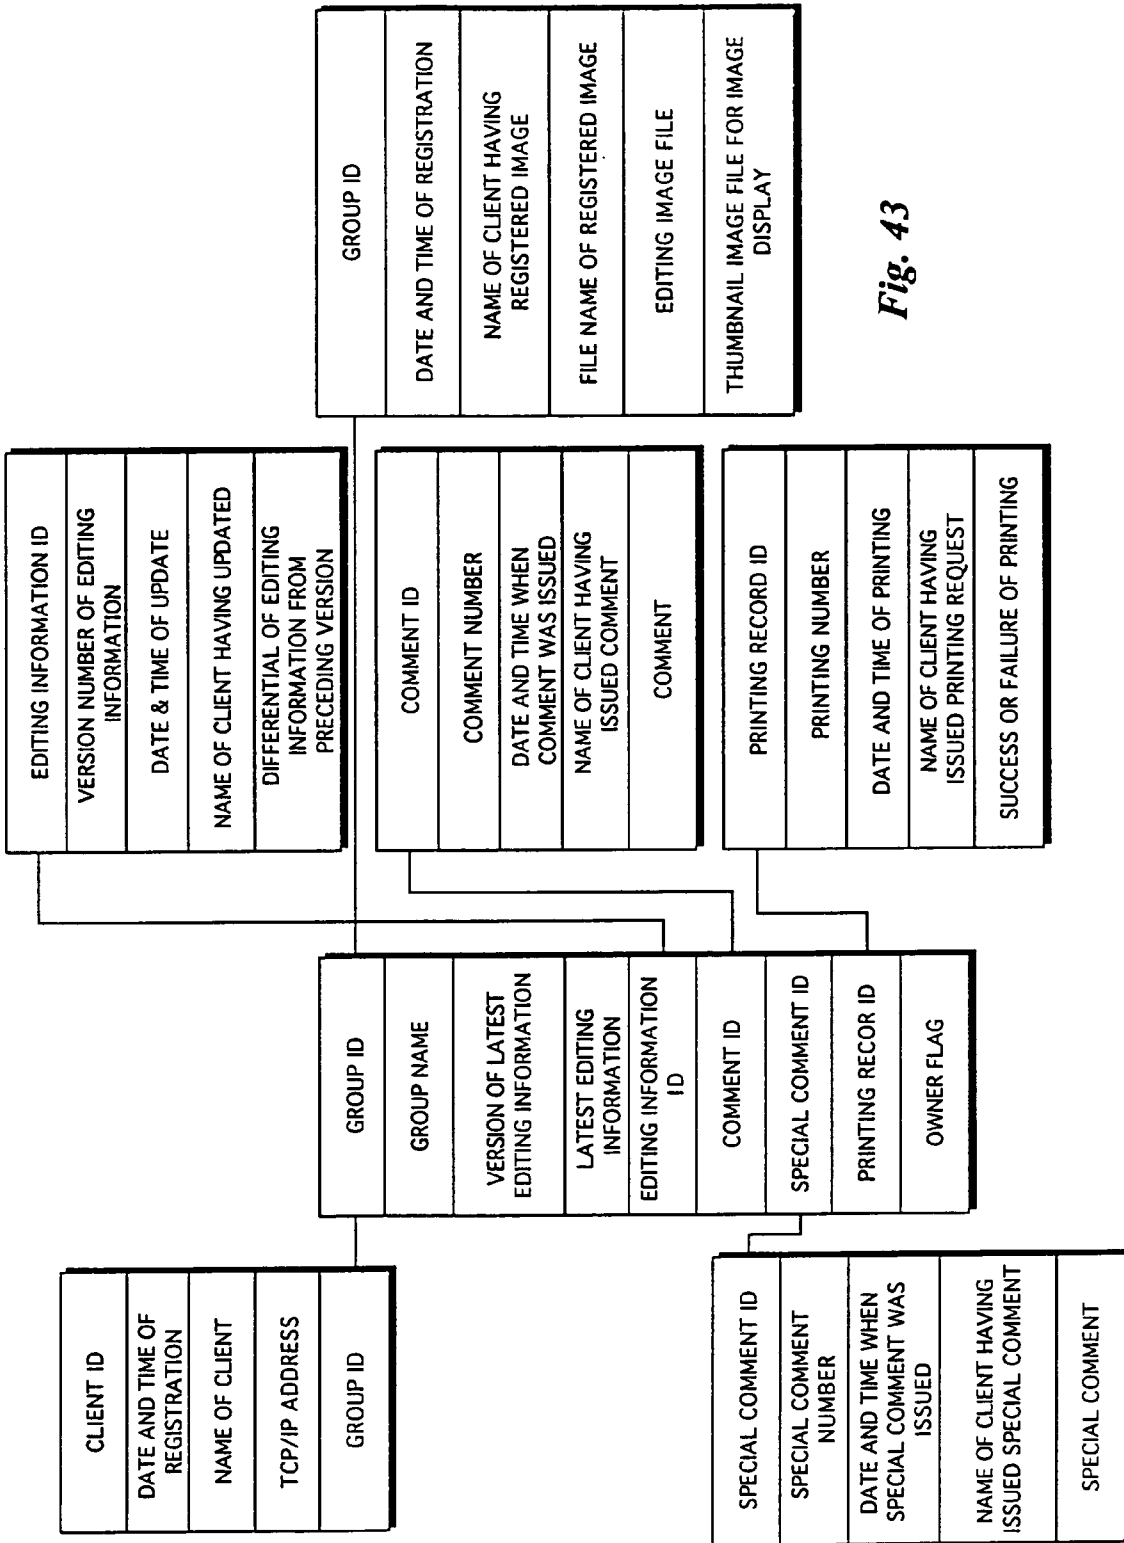 CLIENT ID
DATE AND TIME OF
REGISTRATION
NAME OF CLIENT
TCP/IP ADDRESS
GROUP ID
SPECIAL COMMENT ID
SPECIAL COMMENT
NUMBER
DATE AND TIME WHEN
SPECIAL COMMENT WAS
ISSUED
NAME OF CLIENT HAVING
ISSUED SPECIAL COMMENT
SPECIAL COMMENT
GROUP ID
GROUP NAME
VERSION OF LATEST
EDITING INFORMATION
LATEST EDITING
INFORMATION
EDITING INFORMATION
ID
COMMENT ID
SPECIAL COMMENT ID
PRINTING RECOR ID
OWNER FLAG
EDITING INFORMATION ID
VERSION NUMBER OF EDITING
INFORMATION
DATE & TIME OF UPDATE
NAME OF CLIENT HAVING UPDATED
DIFFERENTIAL OF EDITING
INFORMATION FROM
PRECEDING VERSION
COMMENT ID
COMMENT NUMBER
DATE AND TIME WHEN
COMMENT WAS ISSUED
NAME OF CLIENT HAVING
ISSUED COMMENT
COMMENT
PRINTING RECORD ID
PRINTING NUMBER
DATE AND TIME OF PRINTING
NAME OF CLIENT HAVING
ISSUED PRINTING REQUEST
SUCCESS OR FAILURE OF PRINTING
GROUP ID
DATE AND TIME OF REGISTRATION
NAME OF CLIENT HAVING
REGISTERED IMAGE
FILE NAME OF REGISTERED IMAGE
EDITING IMAGE FILE
THUMBNAIL IMAGE FILE FOR IMAGE
DISPLAY
Fig. 43